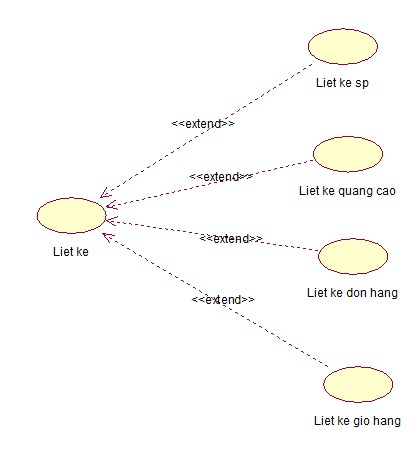 Liet ke sp
<<extend>>
<<extend>>
Liet ke quang cao
<<extend>>
Liet ke
Liet ke don hang
<<extend>>
Liet ke gio hang